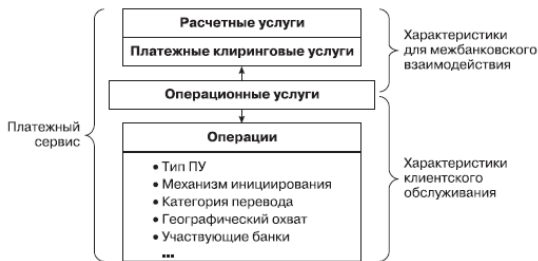 Расчетные услуги
Платежные клиринговые услуги
Операционные услуги
Операции
• Тип ПУ
• Механизм инициирования
• Категория перевода
• Географический охват
• Участвующие банки
...
Платежный
сервис
Характеристики
для межбанковского
взаимодействия
Характеристики
клиентского
обслуживания